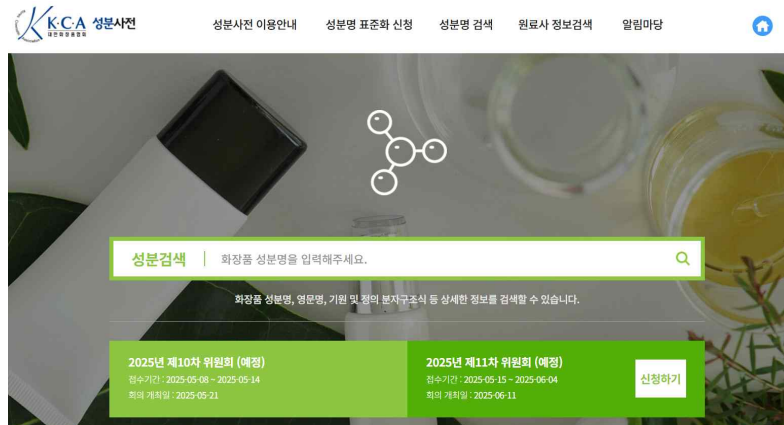 K·C·A 성분사전
대한화장품협회
성분사전 이용안내 성분명 표준화 신청 성분명 검색 원료사 정보검색 알림마당
성분검색 화장품 성분명을 입력해주세요.
화장품 성분명, 영문명, 기원 및 정의 분자구조식 등 상세한 정보를 검색할 수 있습니다.
2025년 제10차 위원회 (예정)
접수기간 : 2025-05-08 ~ 2025-05-14
회의 개최일 : 2025-05-21
2025년 제11차 위원회 (예정)
접수기간 : 2025-05-15 ~ 2025-06-04
회의 개최일 : 2025-06-11
신청하기